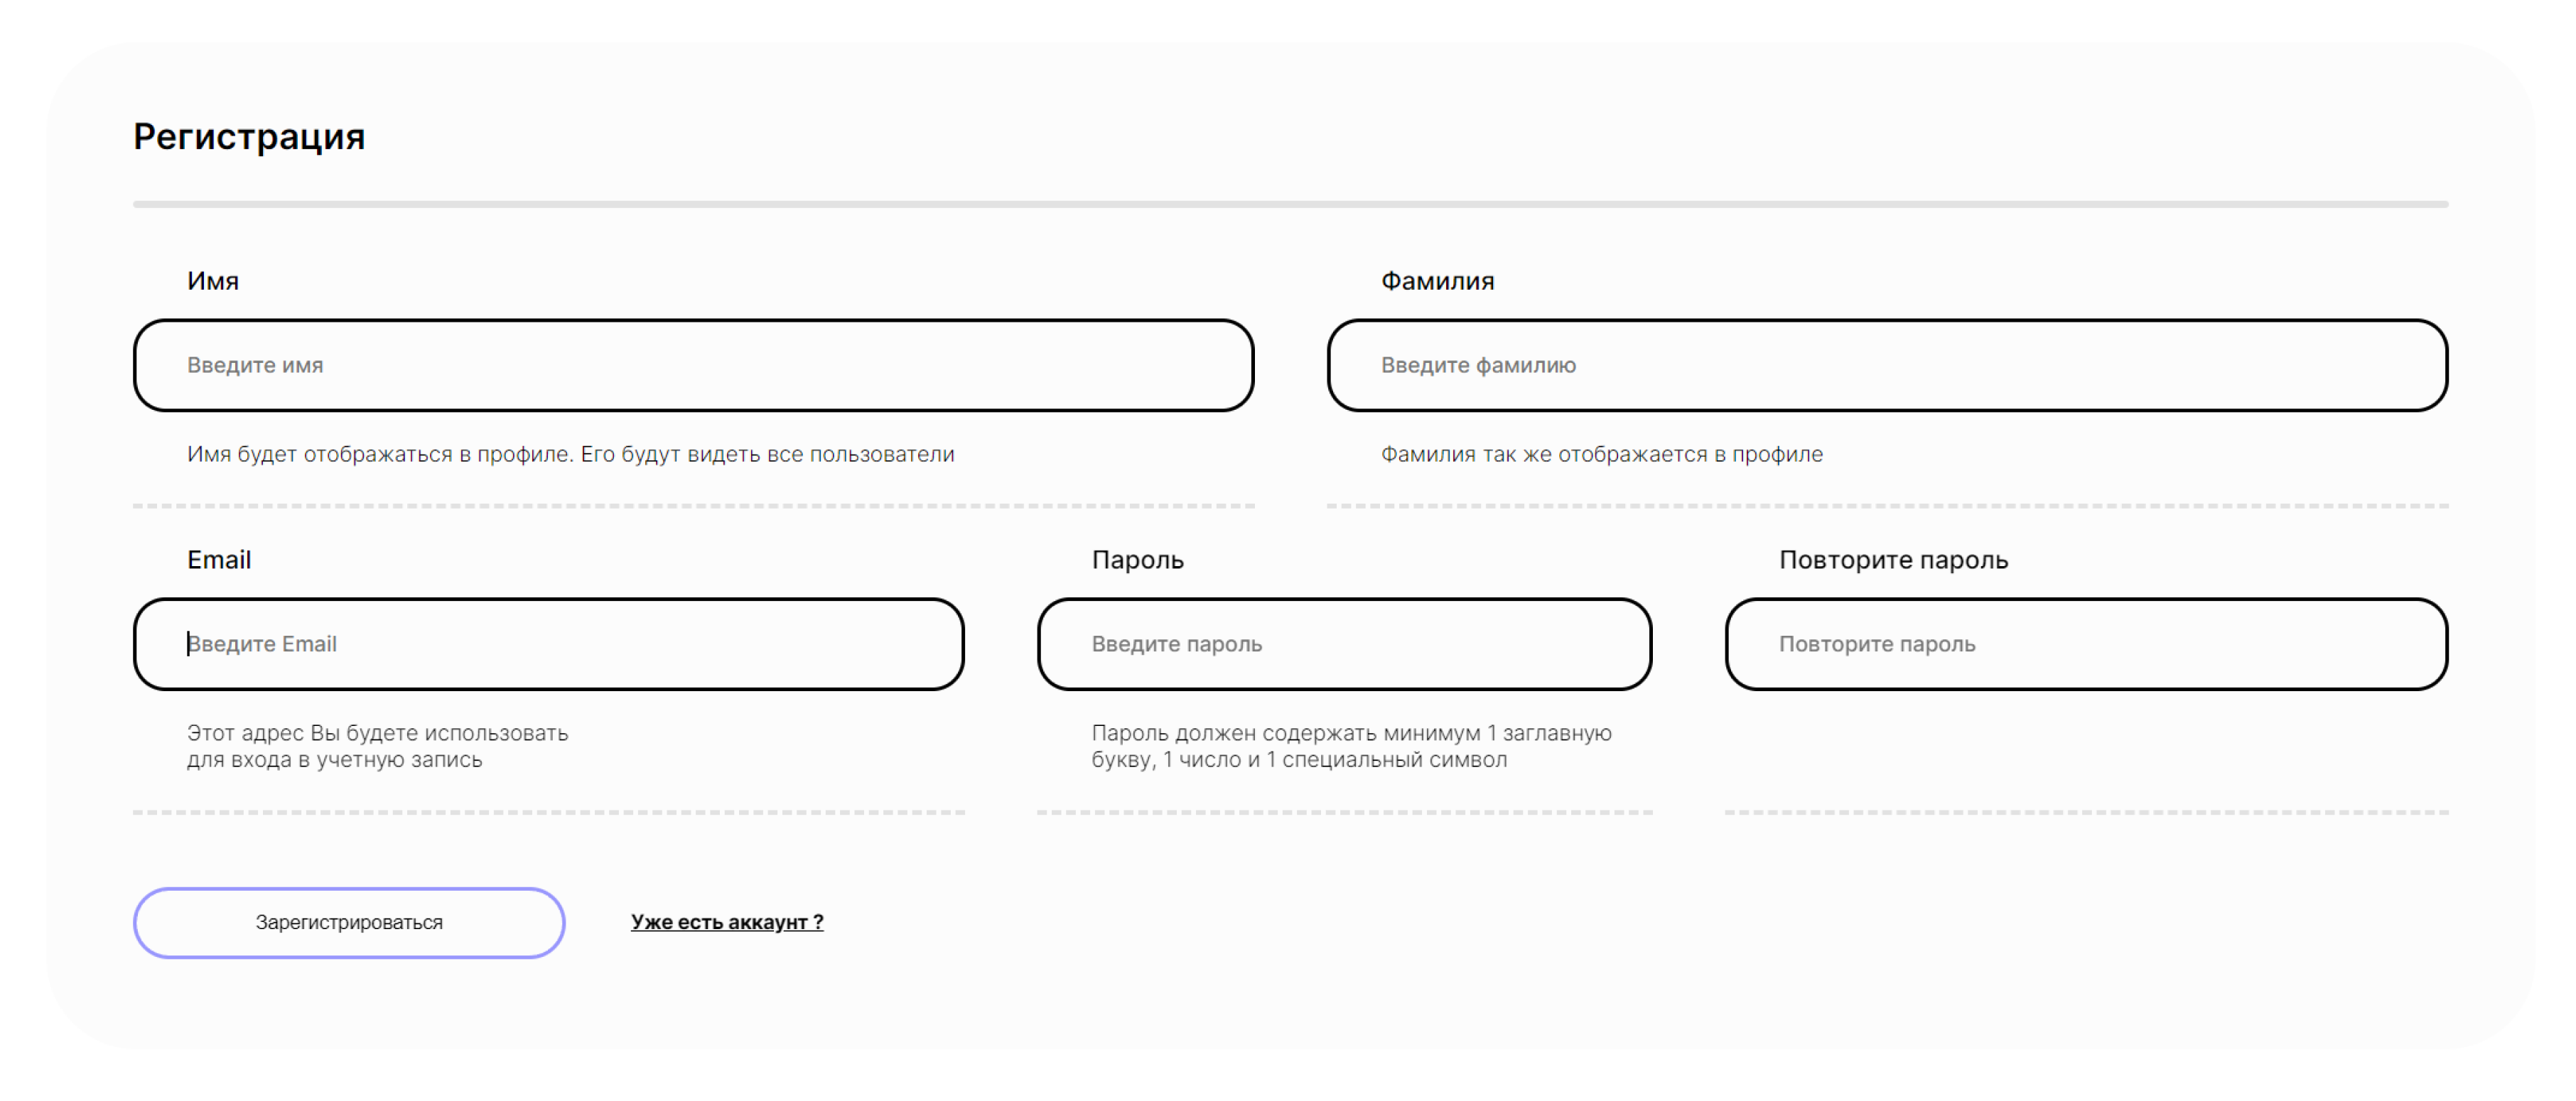 Регистрация
Имя
Фамилия
Введите имя
Введите фамилию
Имя будет отображаться в профиле. Его будут видеть все пользователи
Фамилия так же отображается в профиле
Email
Пароль
Повторите пароль
Введите Email
Введите пароль
Повторите пароль
Этот адрес Вы будете использовать
для входа в учетную запись
Пароль должен содержать минимум 1 заглавную
букву, 1 число и 1 специальный символ
Зарегистрироваться
Уже есть аккаунт ?